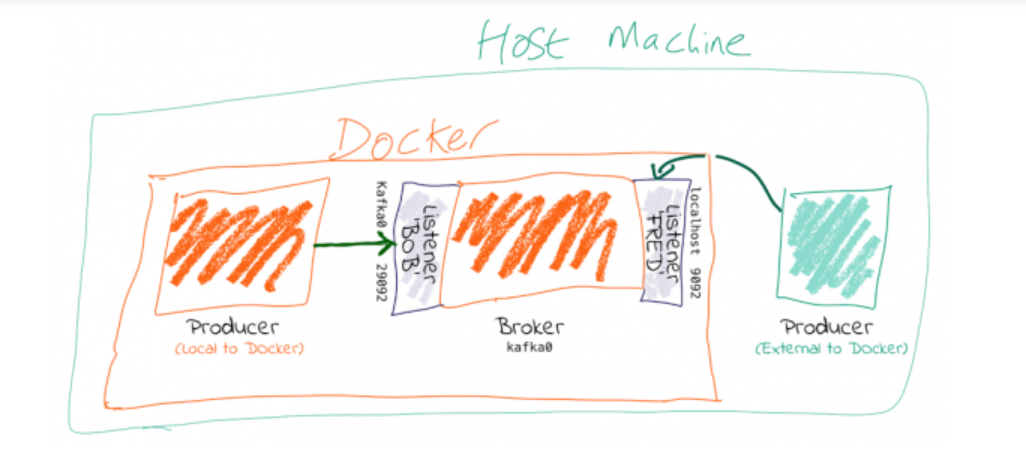 Host Machine
Docker
Kafka0 29092
Listener
'BOB'
Listener
'FRED'
localhost 9092
Producer
(Local to Docker)
Broker
kafka0
Producer
(External to Docker)